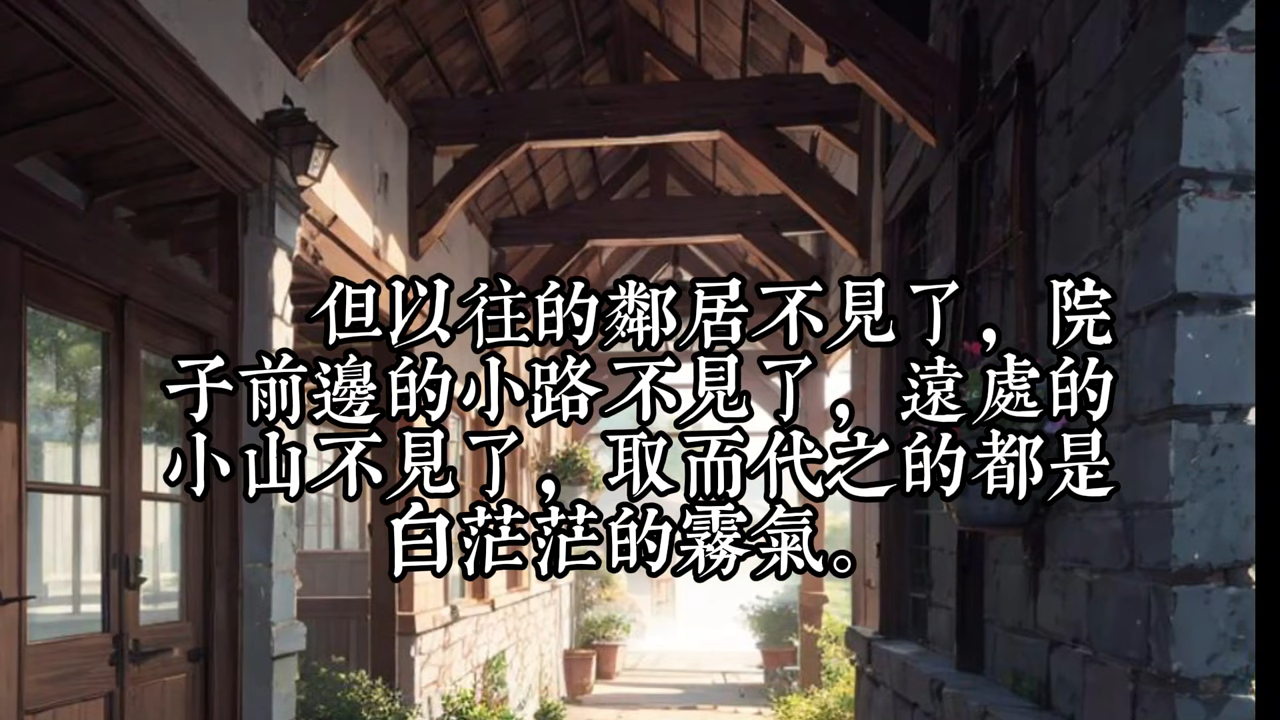 但以往的鄰居不見了，院
子前邊的小路不見了，遠處的
小山不見了，取而代之的都是
白茫茫的霧氣。